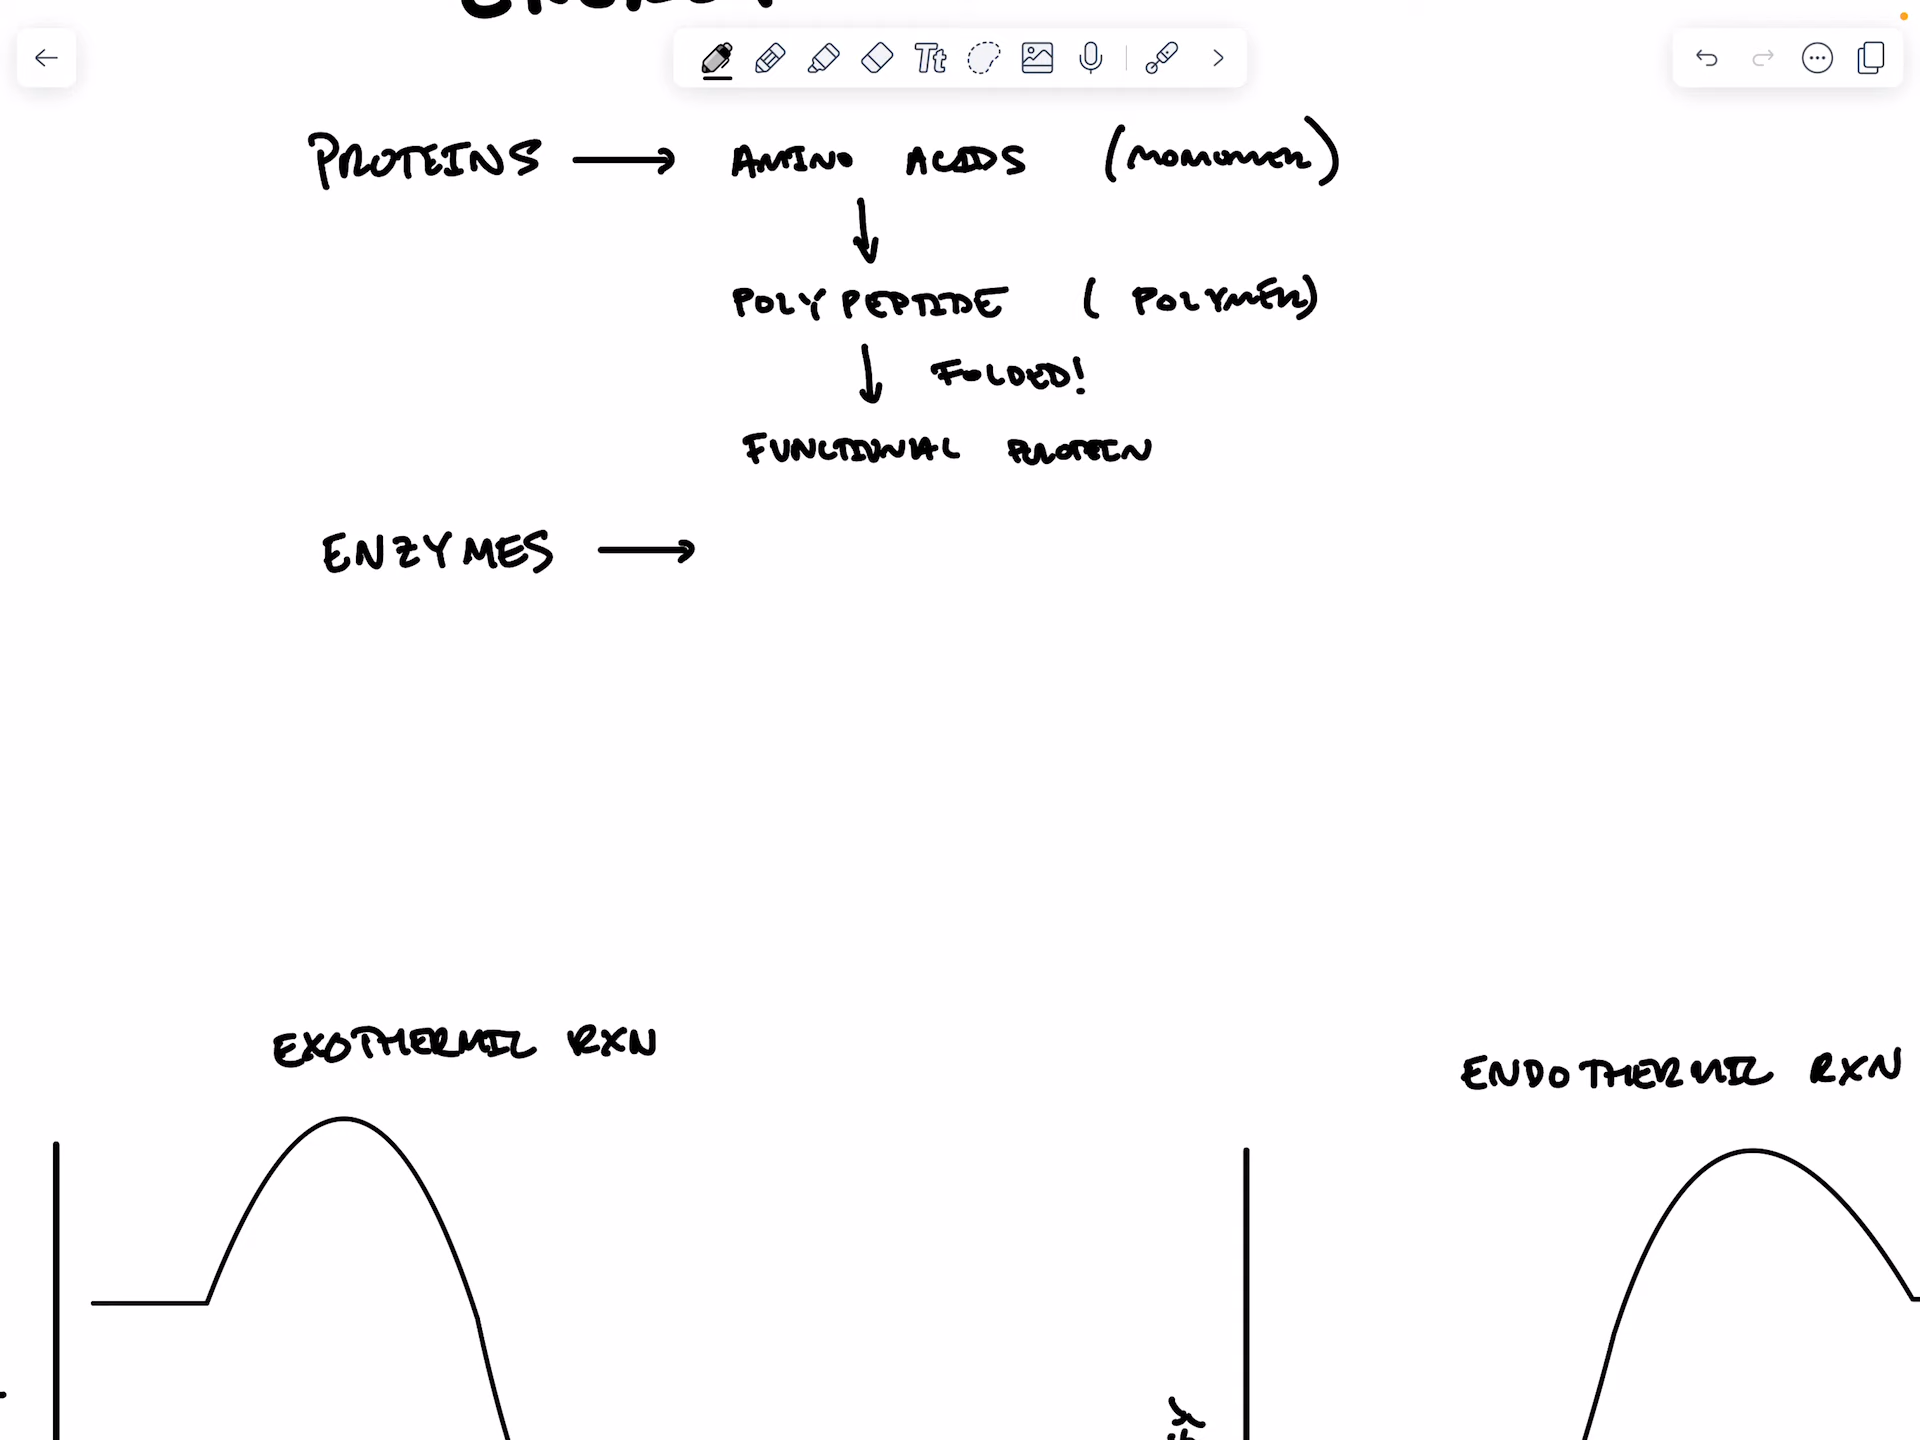 PROTEINS → AMINO ACIDS (MONOMER)
↓
POLYPEPTIDE (POLYMER)
↓ FOLDED!
FUNCTIONAL PROTEIN
ENZYMES →
EXOTHERMIC RXN
ENDOTHERMIC RXN